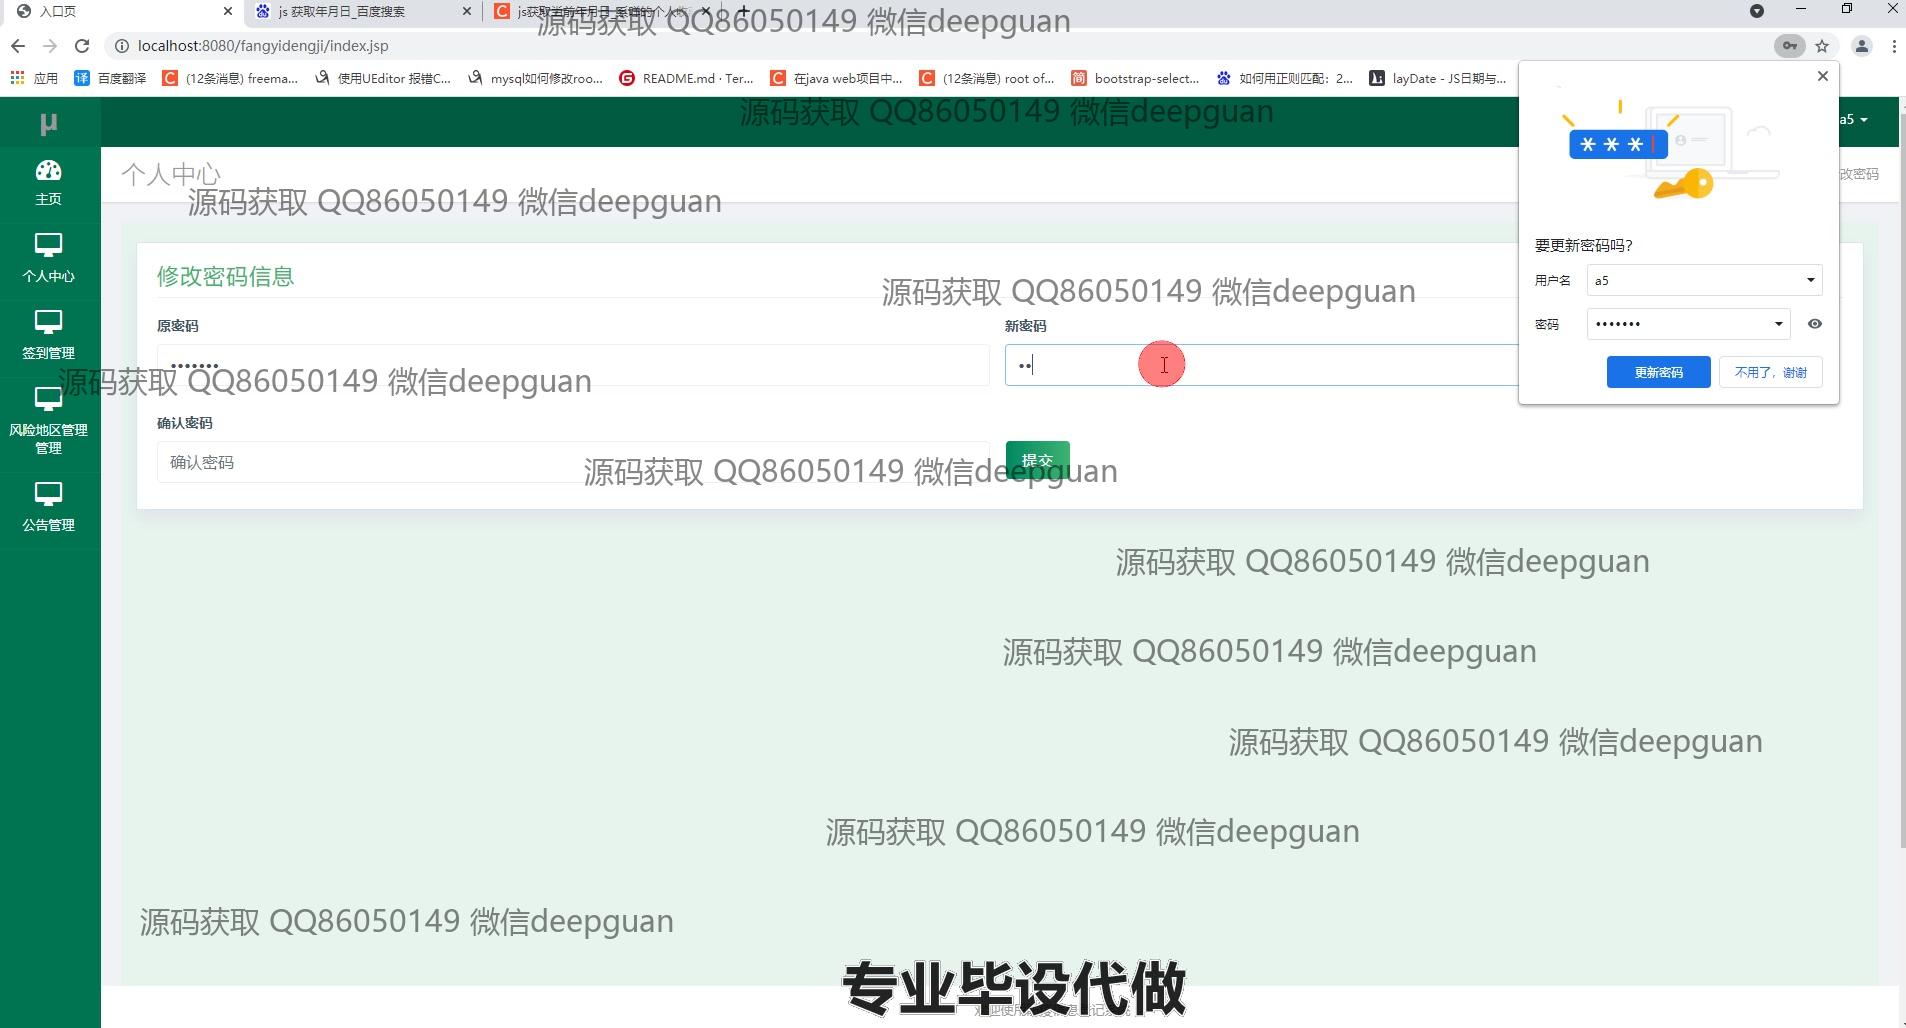 入口页
js 获取年月日_百度搜索
源码获取 QQ86050149 微信deepguan
localhost:8080/fangyidengji/index.jsp
应用
百度翻译
(12条消息) freema...
使用UEditor 报错C...
mysql如何修改roo...
README.md · Ter...
在java web项目中...
(12条消息) root of...
bootstrap-select...
如何用正则匹配：2...
layDate - JS日期与...
μ
源码获取 QQ86050149 微信deepguan
a5
主页
个人中心
签到管理
风险地区管理
管理
公告管理
个人中心
改密码
源码获取 QQ86050149 微信deepguan
要更新密码吗?
用户名
a5
密码
更新密码
不用了，谢谢
修改密码信息
源码获取 QQ86050149 微信deepguan
原密码
新密码
源码获取 QQ86050149 微信deepguan
确认密码
确认密码
提交
源码获取 QQ86050149 微信deepguan
源码获取 QQ86050149 微信deepguan
源码获取 QQ86050149 微信deepguan
源码获取 QQ86050149 微信deepguan
源码获取 QQ86050149 微信deepguan
源码获取 QQ86050149 微信deepguan
专业毕设代做